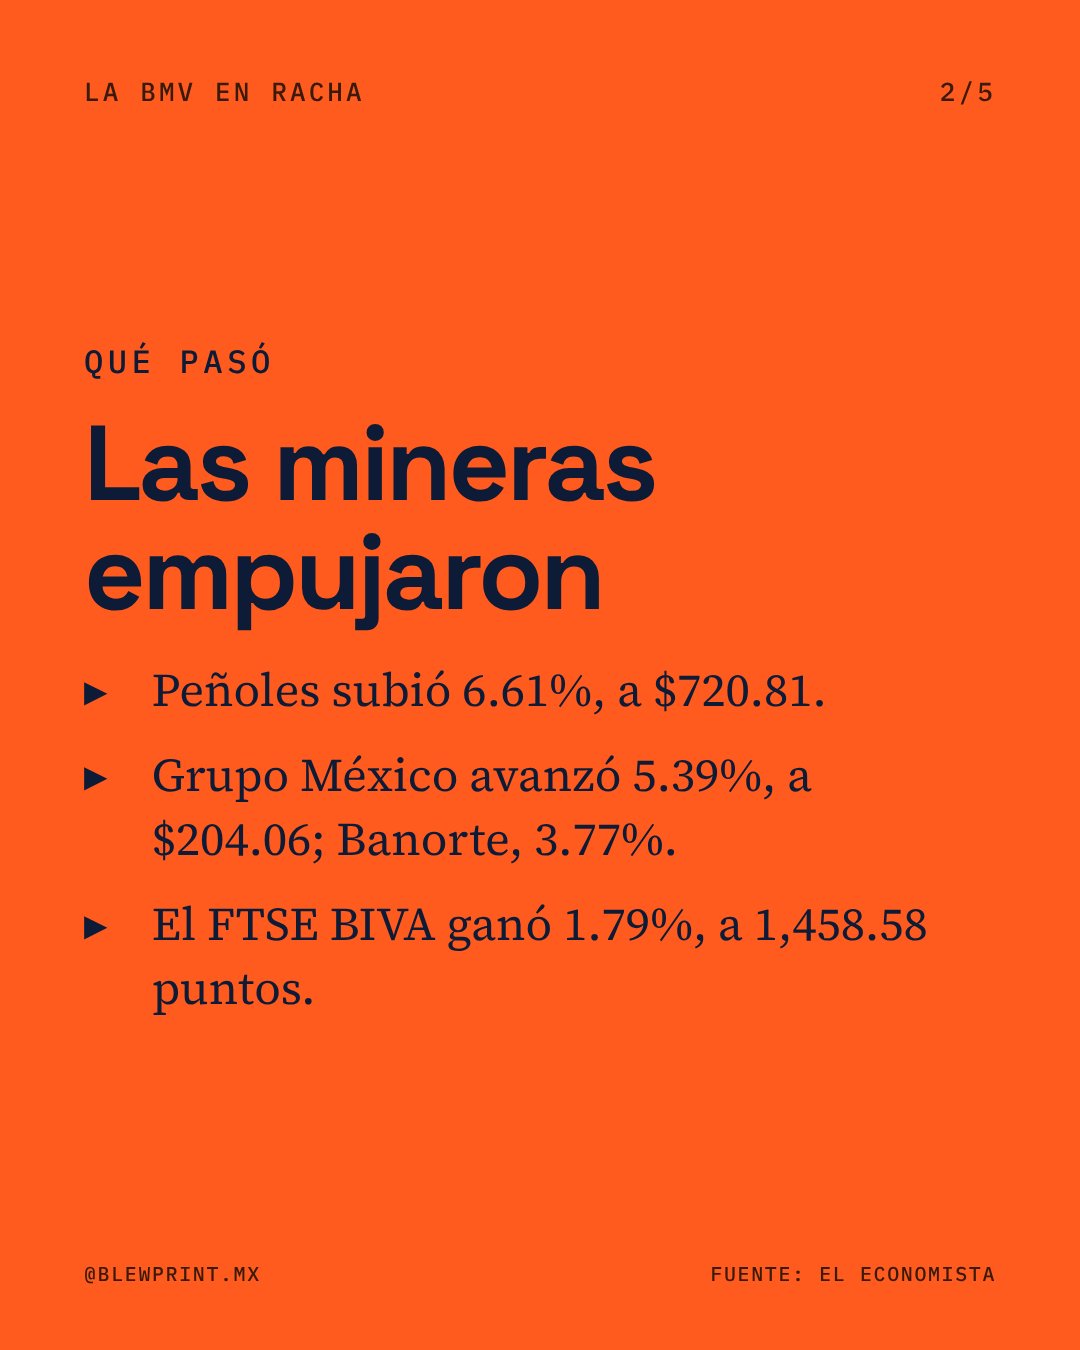 LA BMV EN RACHA
2/5
QUÉ PASÓ
Las mineras
empujaron
▶ Peñoles subió 6.61%, a $720.81.
▶ Grupo México avanzó 5.39%, a
$204.06; Banorte, 3.77%.
▶ El FTSE BIVA ganó 1.79%, a 1,458.58
puntos.
@BLEWPRINT.MX
FUENTE: EL ECONOMISTA